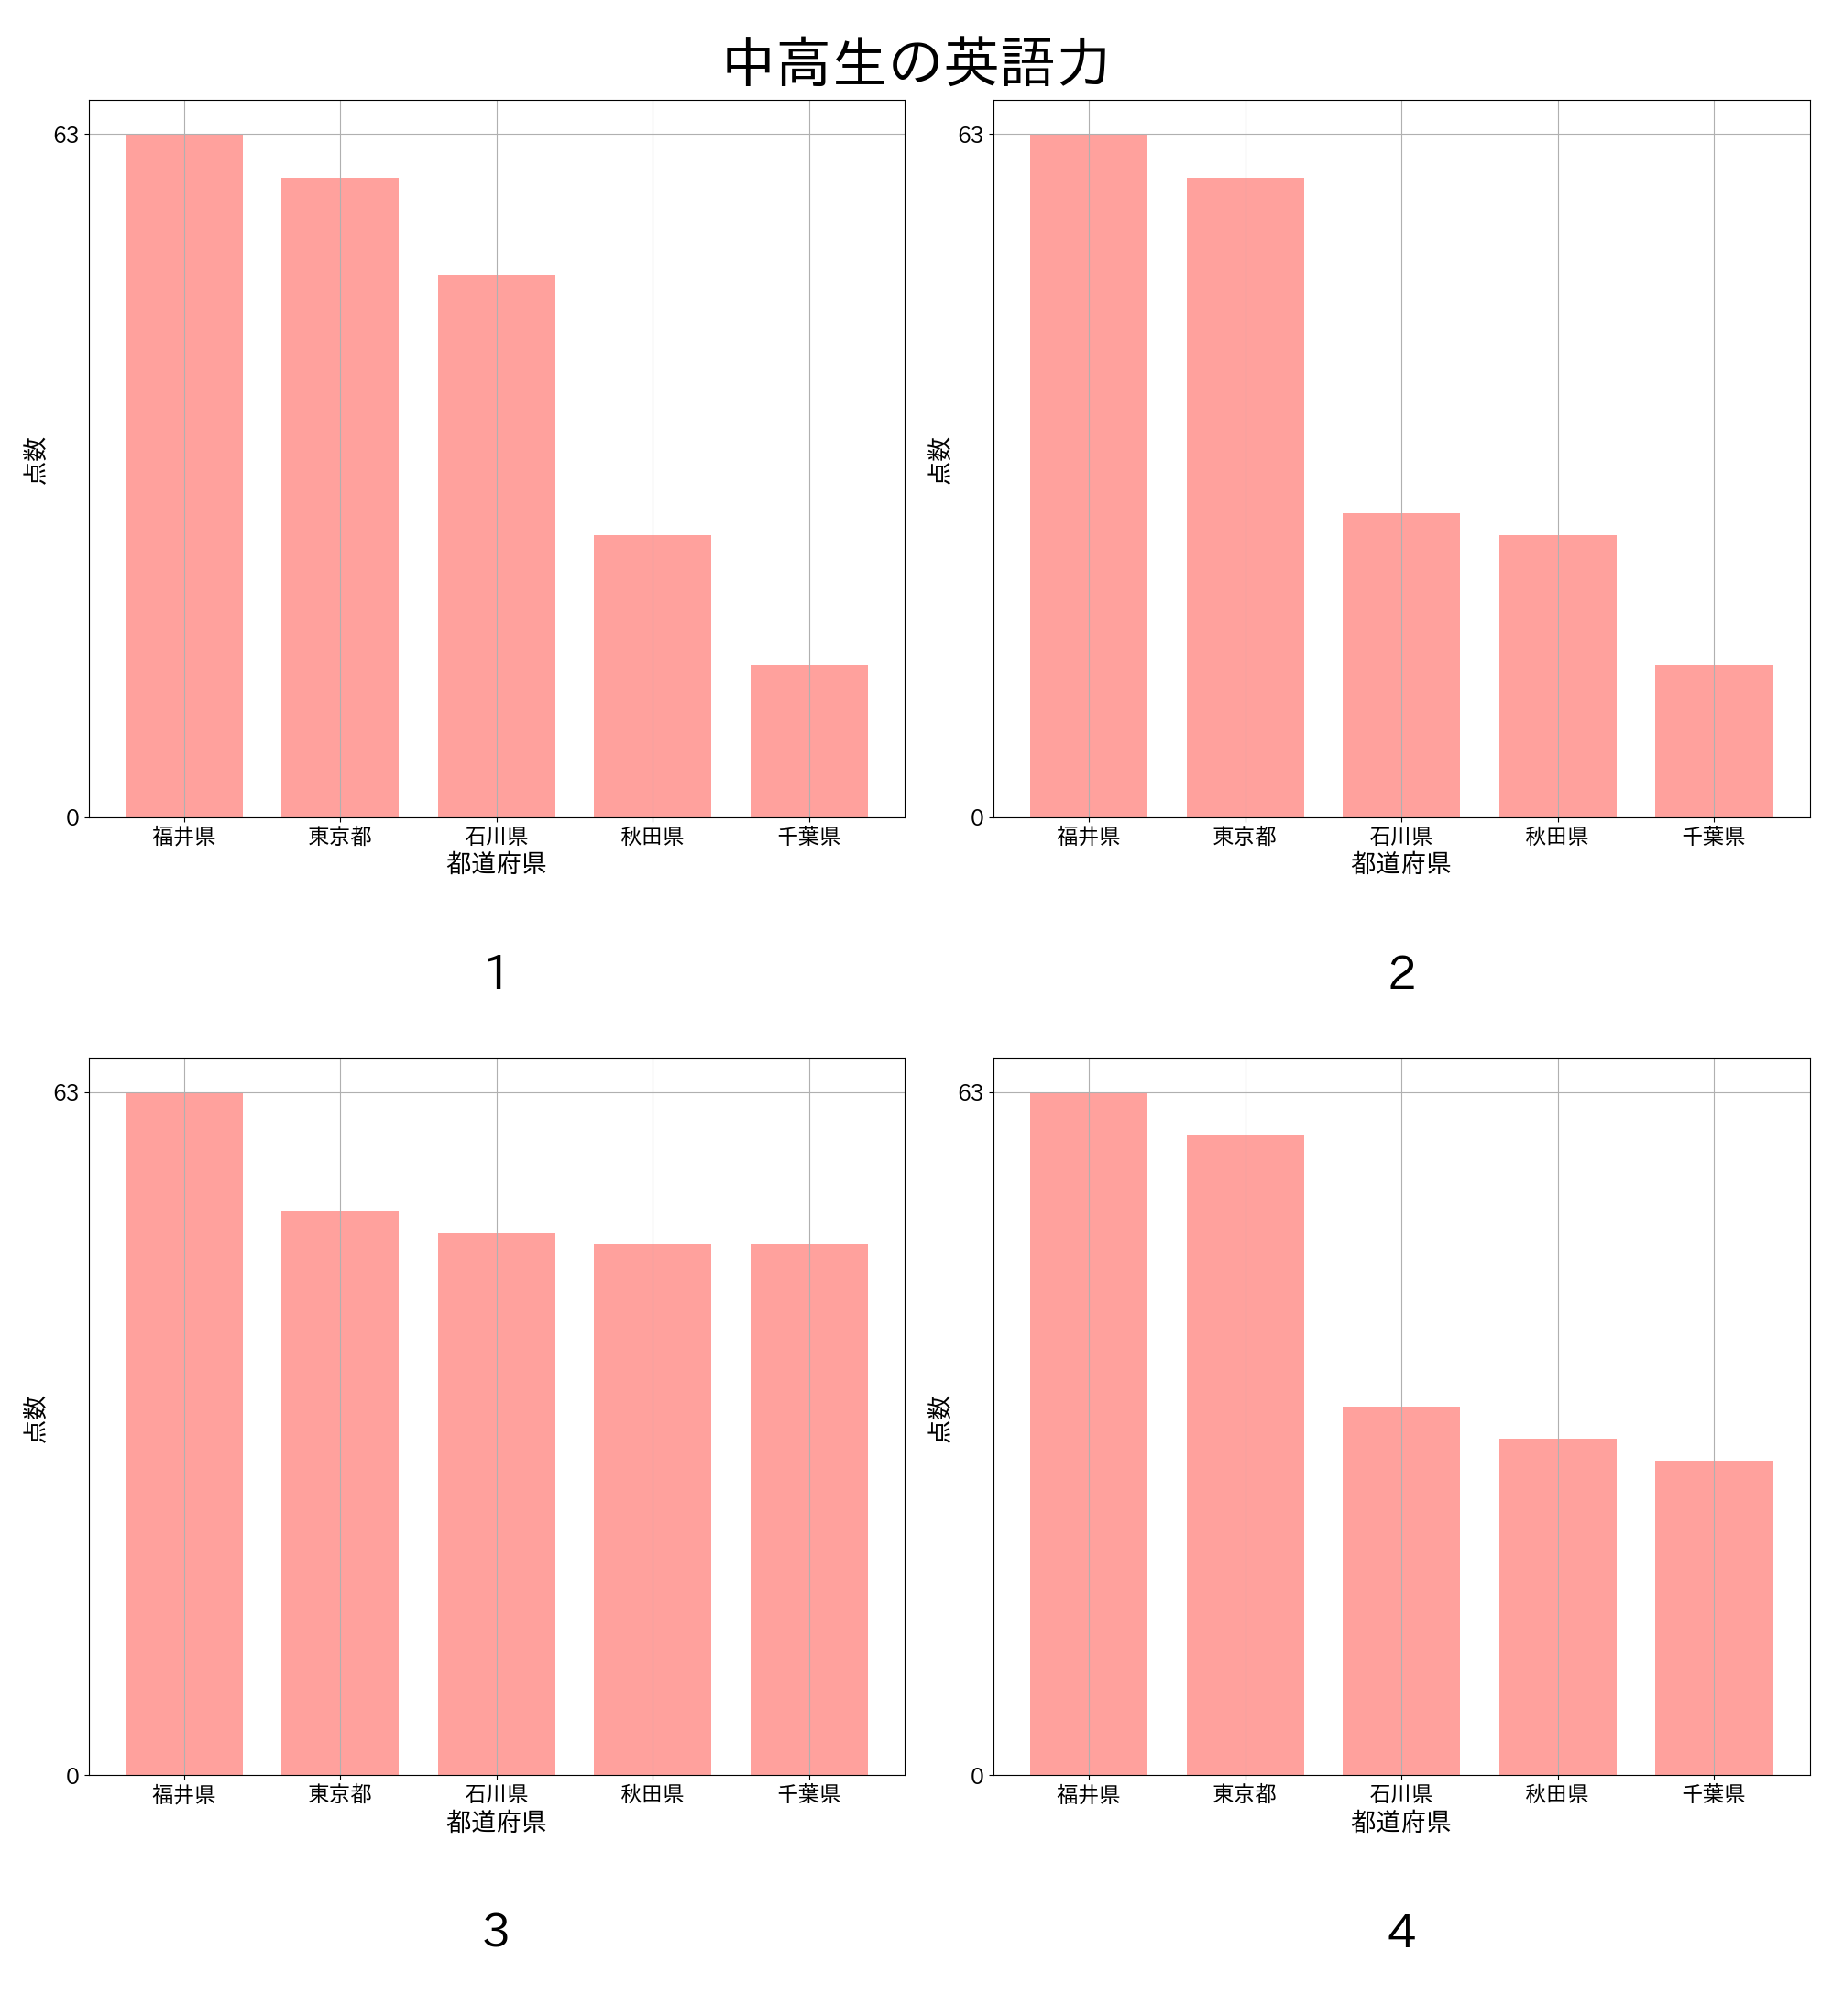 中高生の英語力
63
0
点数
福井県 東京都 石川県 秋田県 千葉県
都道府県
1
63
0
点数
福井県 東京都 石川県 秋田県 千葉県
都道府県
2
63
0
点数
福井県 東京都 石川県 秋田県 千葉県
都道府県
3
63
0
点数
福井県 東京都 石川県 秋田県 千葉県
都道府県
4